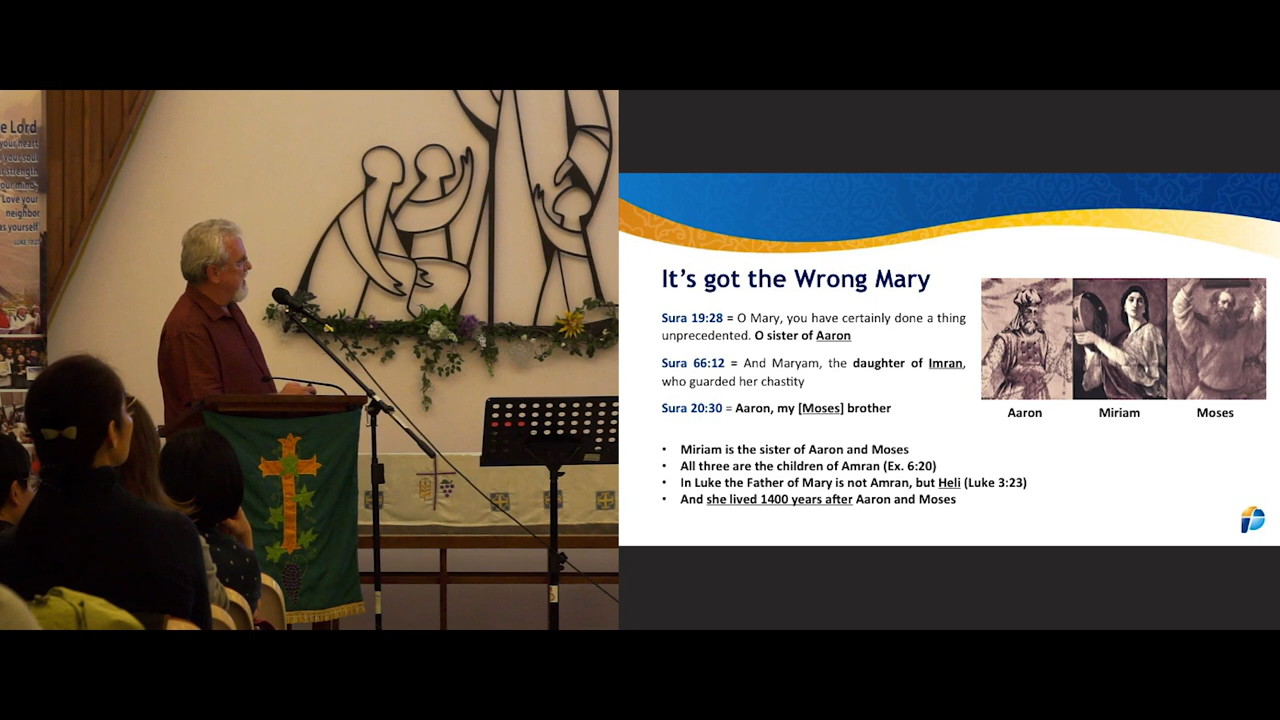 e Lord
your heart
your soul
strength
your mind;
Love your
neighbor
as yourself
LUKE
It's got the Wrong Mary
Sura 19:28 = O Mary, you have certainly done a thing
unprecedented. O sister of Aaron
Sura 66:12 = And Maryam, the daughter of Imran,
who guarded her chastity
Sura 20:30 = Aaron, my [Moses] brother
Aaron
Miriam
Moses
• Miriam is the sister of Aaron and Moses
• All three are the children of Amran (Ex. 6:20)
• In Luke the Father of Mary is not Amran, but Heli (Luke 3:23)
• And she lived 1400 years after Aaron and Moses